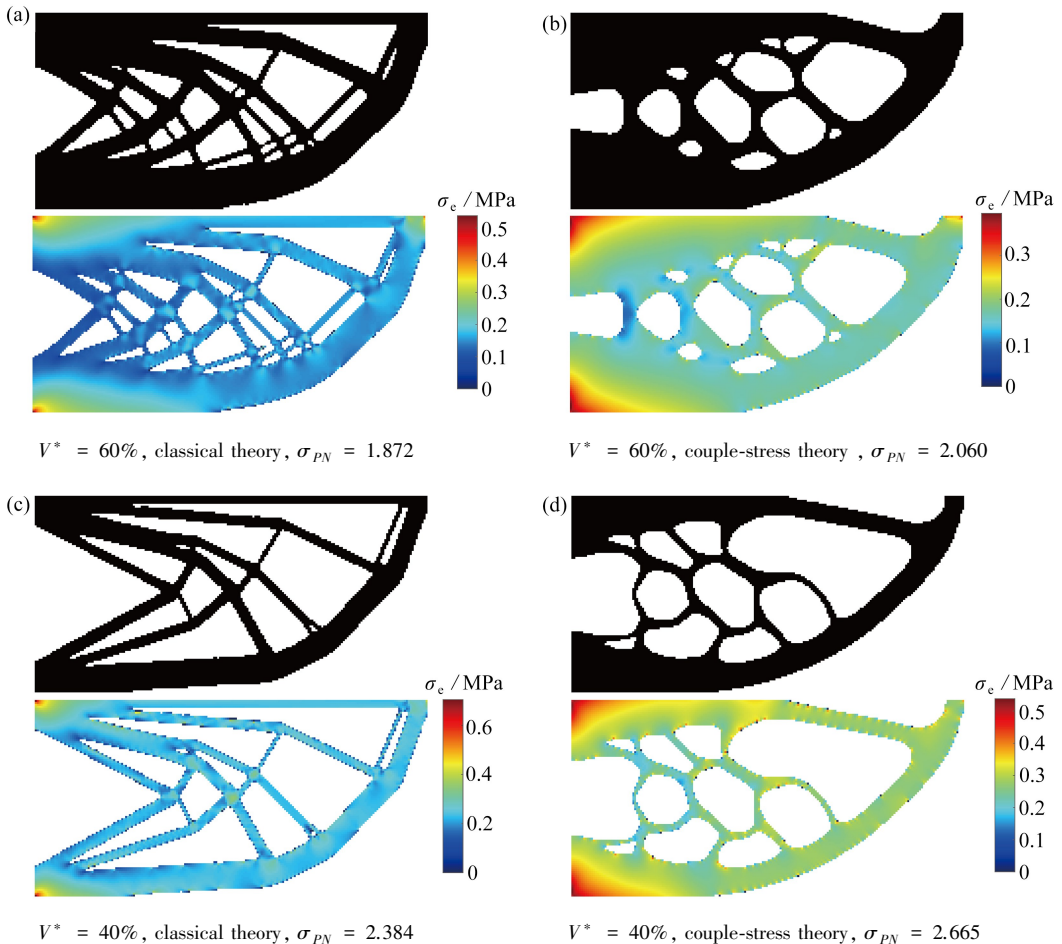 (a)
(b)
σe /MPa
0.5
0.4
0.3
0.2
0.1
0
σe /MPa
0.3
0.2
0.1
0
V* = 60%, classical theory, σPN = 1.872
V* = 60%, couple-stress theory , σPN = 2.060
(c)
(d)
σe /MPa
0.6
0.4
0.2
0
σe /MPa
0.5
0.4
0.3
0.2
0.1
0
V* = 40%, classical theory, σPN = 2.384
V* = 40%, couple-stress theory, σPN = 2.665